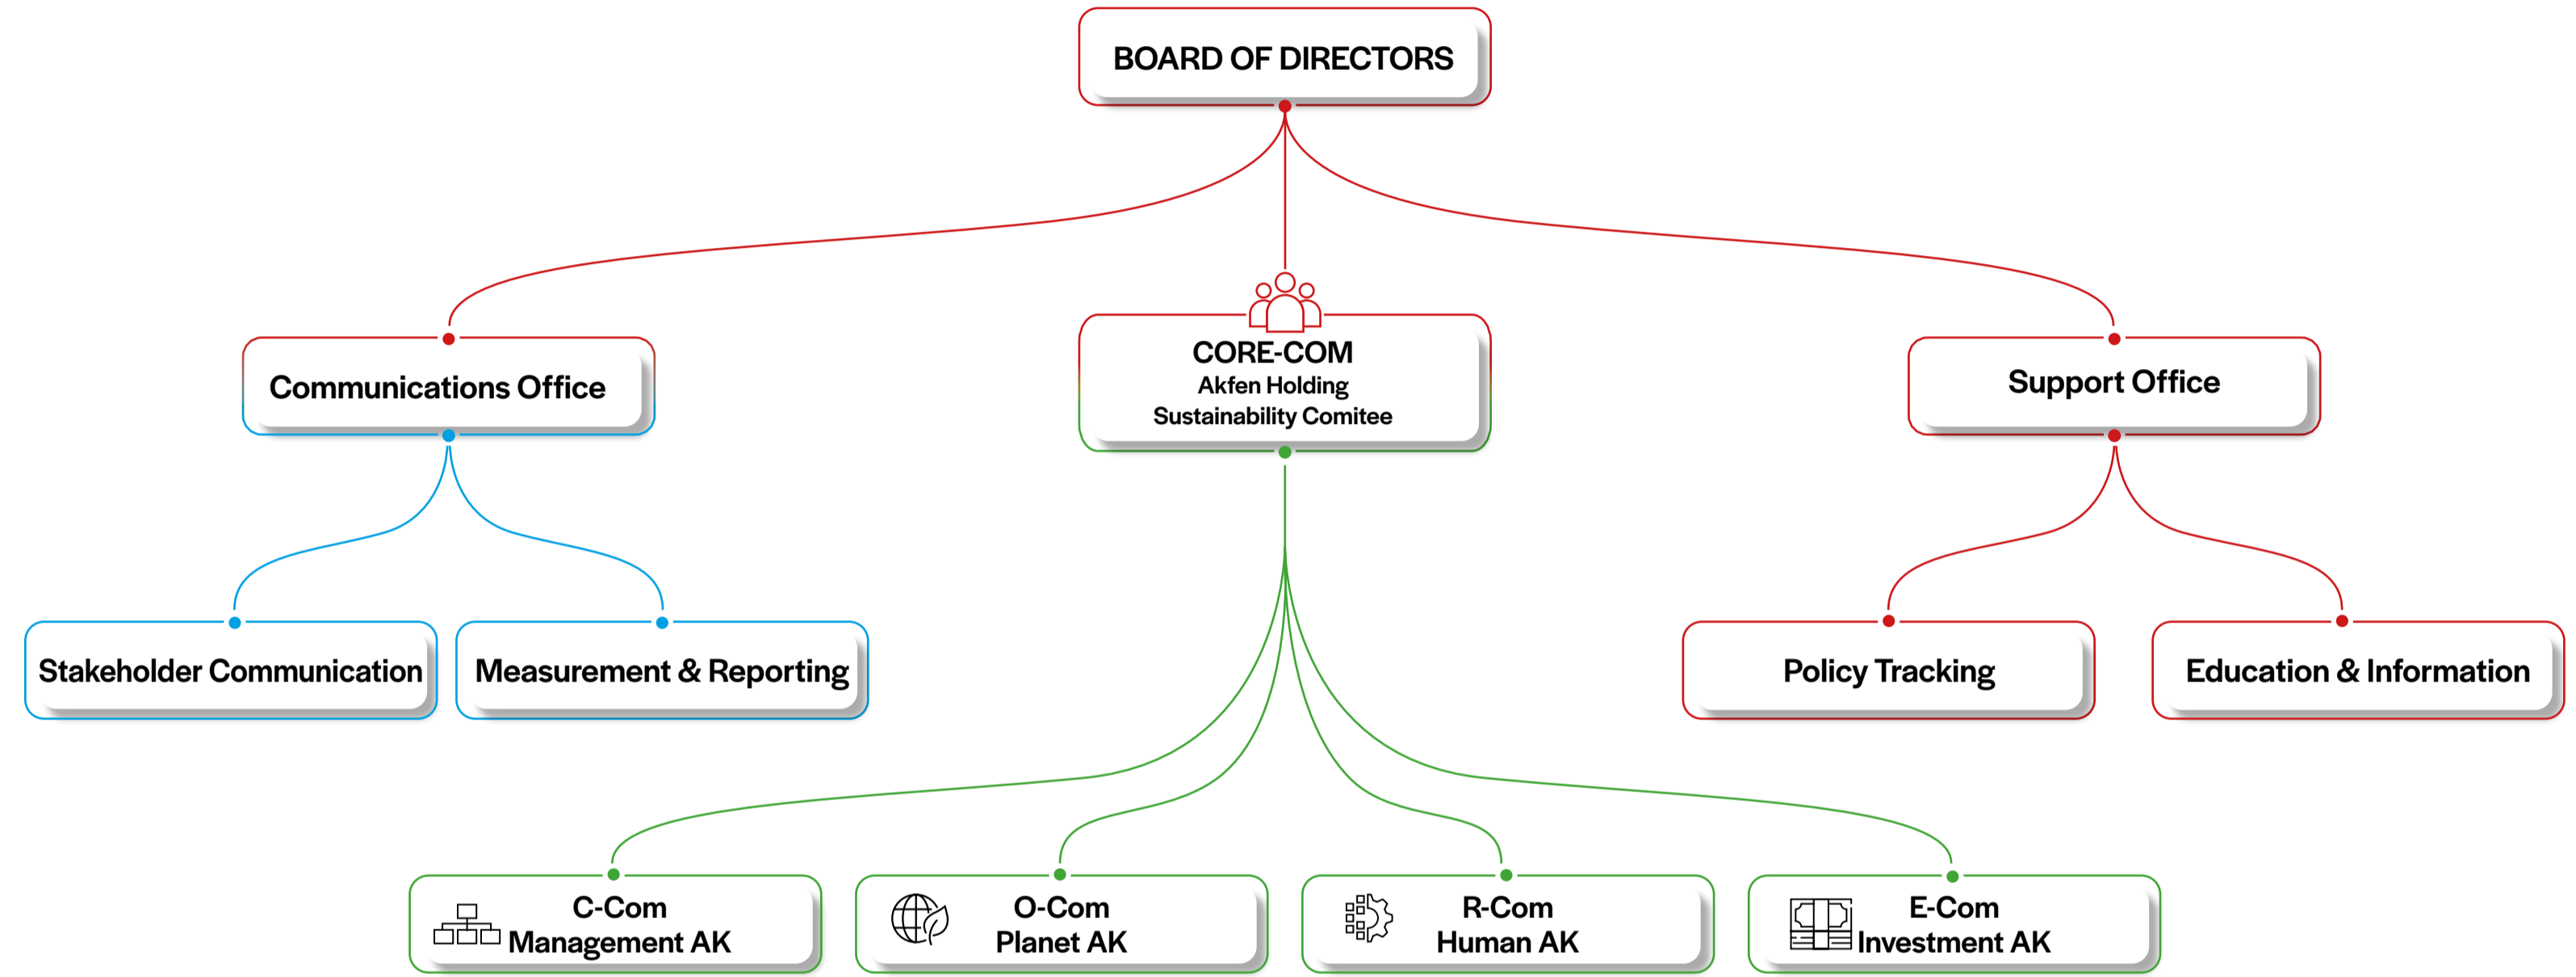 BOARD OF DIRECTORS
Communications Office
CORE-COM
Akfen Holding
Sustainability Comitee
Support Office
Stakeholder Communication
Measurement & Reporting
Policy Tracking
Education & Information
C-Com
Management AK
O-Com
Planet AK
R-Com
Human AK
E-Com
Investment AK